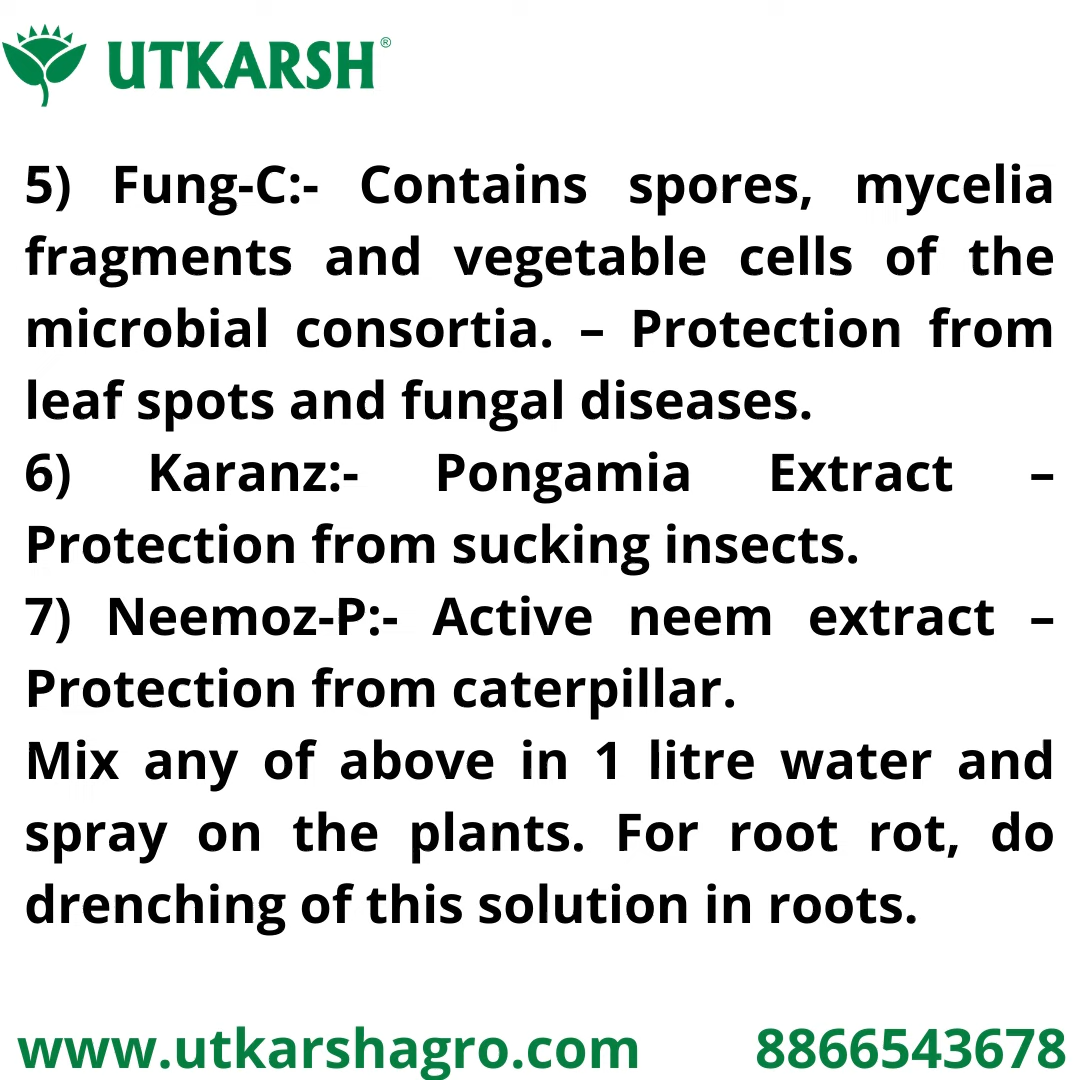 UTKARSH®
5) Fung-C:- Contains spores, mycelia
fragments and vegetable cells of the
microbial consortia. – Protection from
leaf spots and fungal diseases.
6) Karanz:- Pongamia Extract –
Protection from sucking insects.
7) Neemoz-P:- Active neem extract –
Protection from caterpillar.
Mix any of above in 1 litre water and
spray on the plants. For root rot, do
drenching of this solution in roots.
www.utkarshagro.com 8866543678